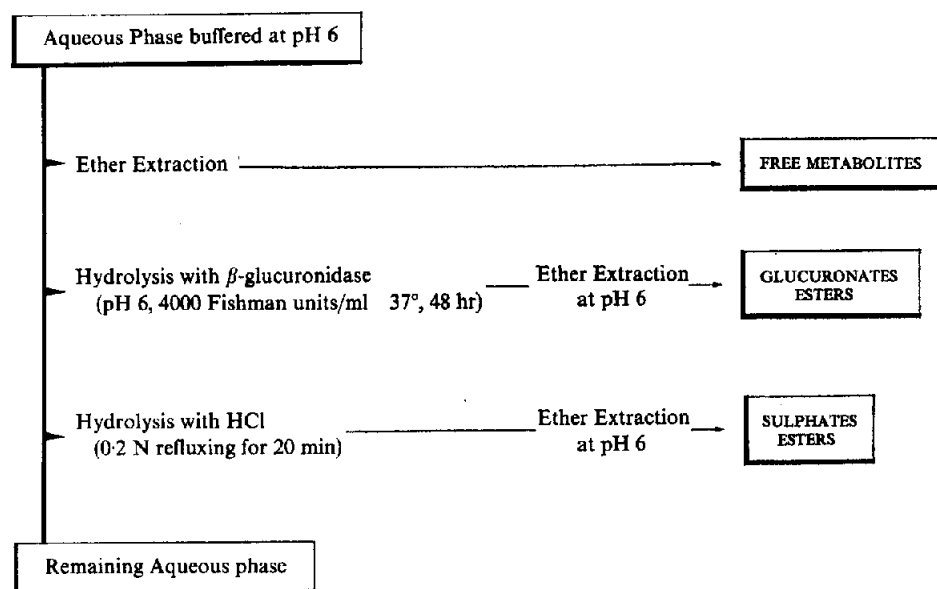 Aqueous Phase buffered at pH 6
Ether Extraction
FREE METABOLITES
Hydrolysis with β-glucuronidase
(pH 6, 4000 Fishman units/ml 37°, 48 hr)
Ether Extraction
at pH 6
GLUCURONATES
ESTERS
Hydrolysis with HCl
(0·2 N refluxing for 20 min)
Ether Extraction
at pH 6
SULPHATES
ESTERS
Remaining Aqueous phase